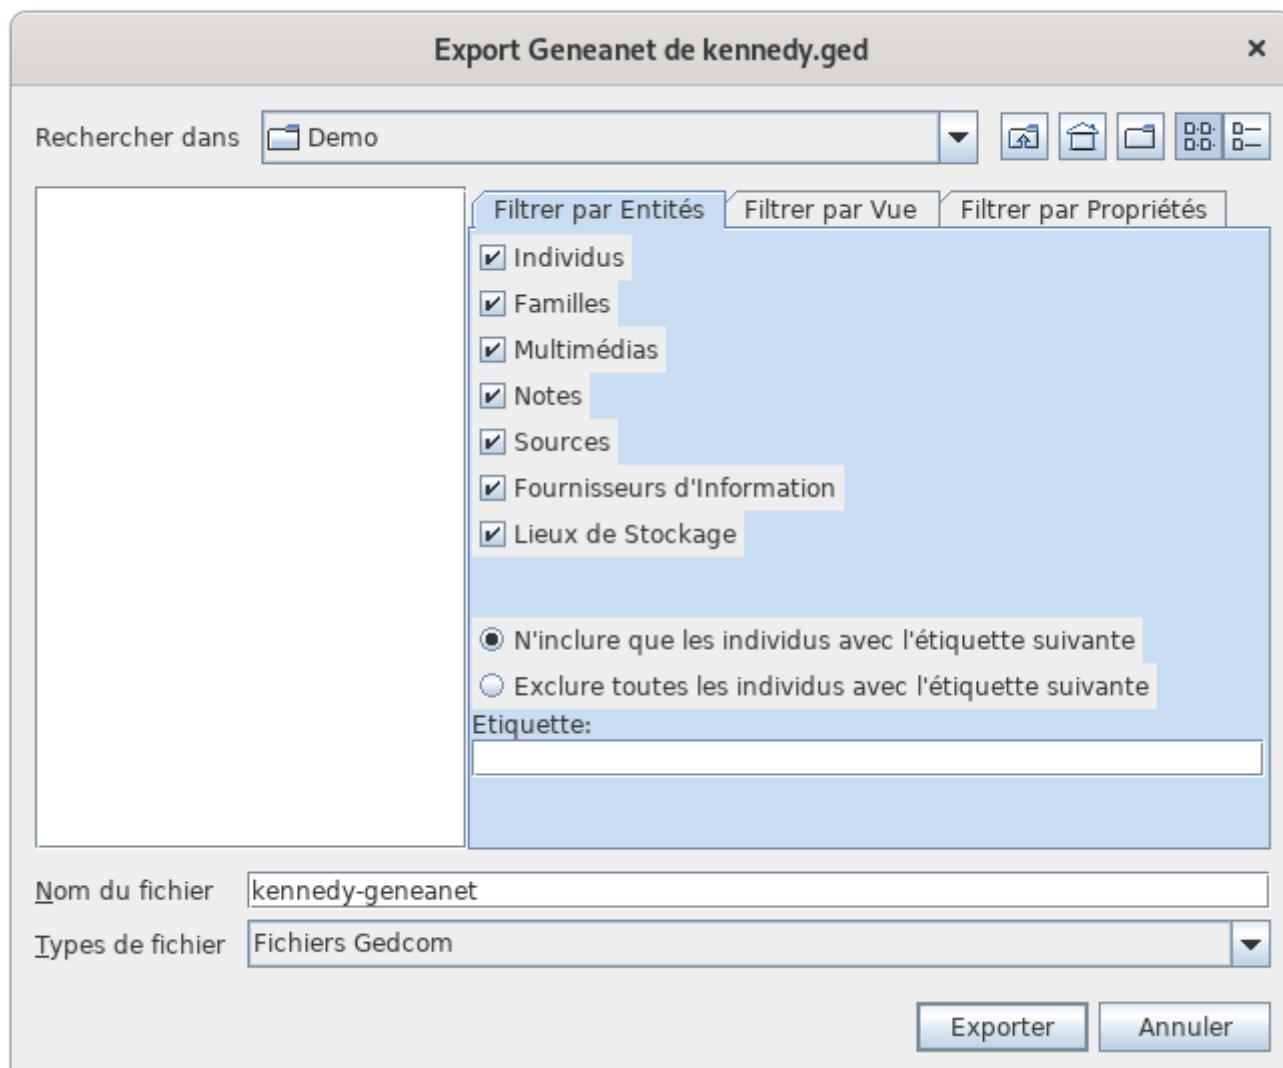 Export Geneanet de kennedy.ged
Rechercher dans
Demo
Filtrer par Entités
Filtrer par Vue
Filtrer par Propriétés
Individus
Familles
Multimédias
Notes
Sources
Fournisseurs d'Information
Lieux de Stockage
N'inclure que les individus avec l'étiquette suivante
Exclure toutes les individus avec l'étiquette suivante
Etiquette:
Nom du fichier
kennedy-geneanet
Types de fichier
Fichiers Gedcom
Exporter
Annuler